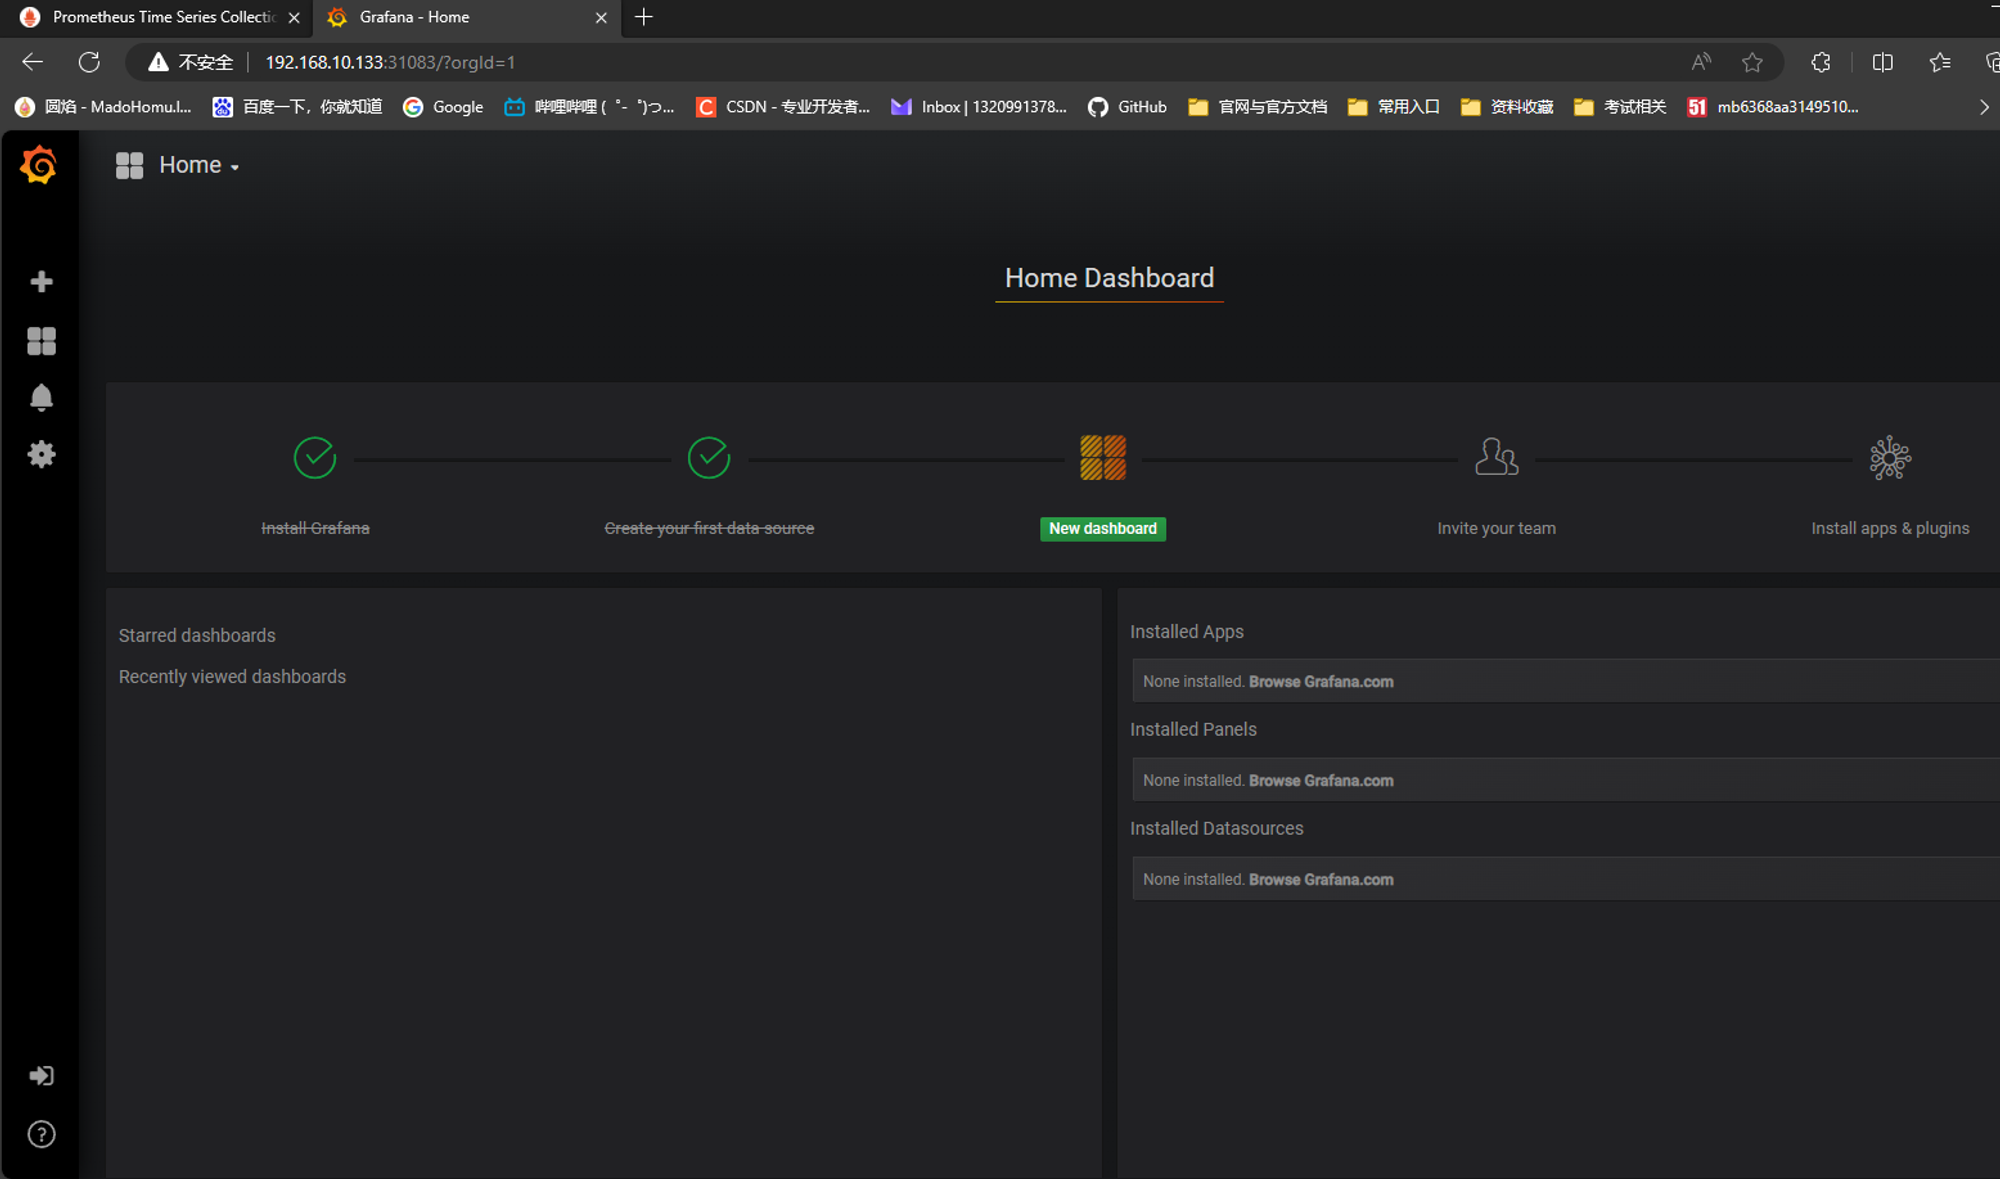 Prometheus Time Series Collectio
Grafana - Home
不安全
192.168.10.133:31083/?orgId=1
圆焰 - MadoHomu.l...
百度一下，你就知道
Google
哔哩哔哩 (゜-゜)つ...
CSDN - 专业开发者...
Inbox | 1320991378...
GitHub
官网与官方文档
常用入口
资料收藏
考试相关
51
mb6368aa3149510...
Home
Home Dashboard
Install Grafana
Create your first data source
New dashboard
Invite your team
Install apps & plugins
Starred dashboards
Recently viewed dashboards
Installed Apps
None installed. Browse Grafana.com
Installed Panels
None installed. Browse Grafana.com
Installed Datasources
None installed. Browse Grafana.com